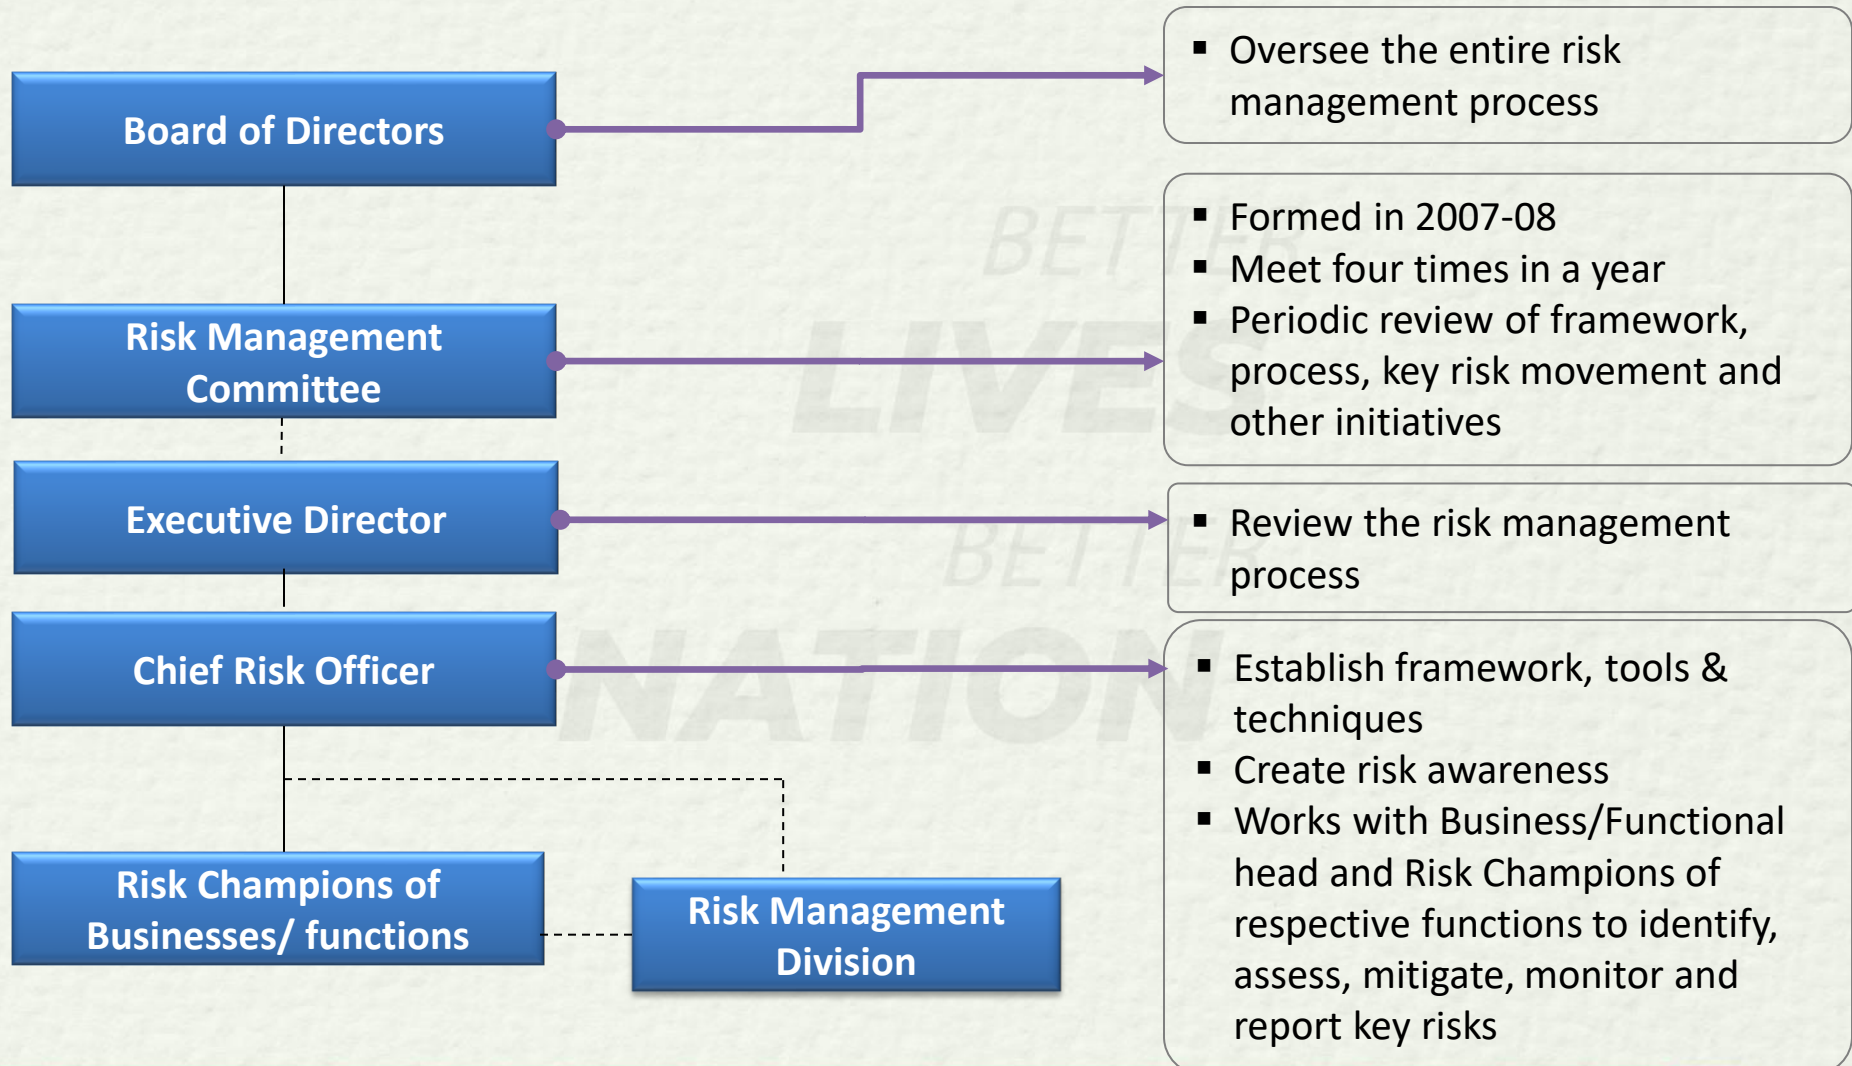 Board of Directors
▪ Oversee the entire risk
management process
Risk Management
Committee
▪ Formed in 2007-08
▪ Meet four times in a year
▪ Periodic review of framework,
process, key risk movement and
other initiatives
Executive Director
▪ Review the risk management
process
Chief Risk Officer
▪ Establish framework, tools &
techniques
▪ Create risk awareness
▪ Works with Business/Functional
head and Risk Champions of
respective functions to identify,
assess, mitigate, monitor and
report key risks
Risk Champions of
Businesses/ functions
Risk Management
Division
BETTER
LIVES
BETTER
NATION